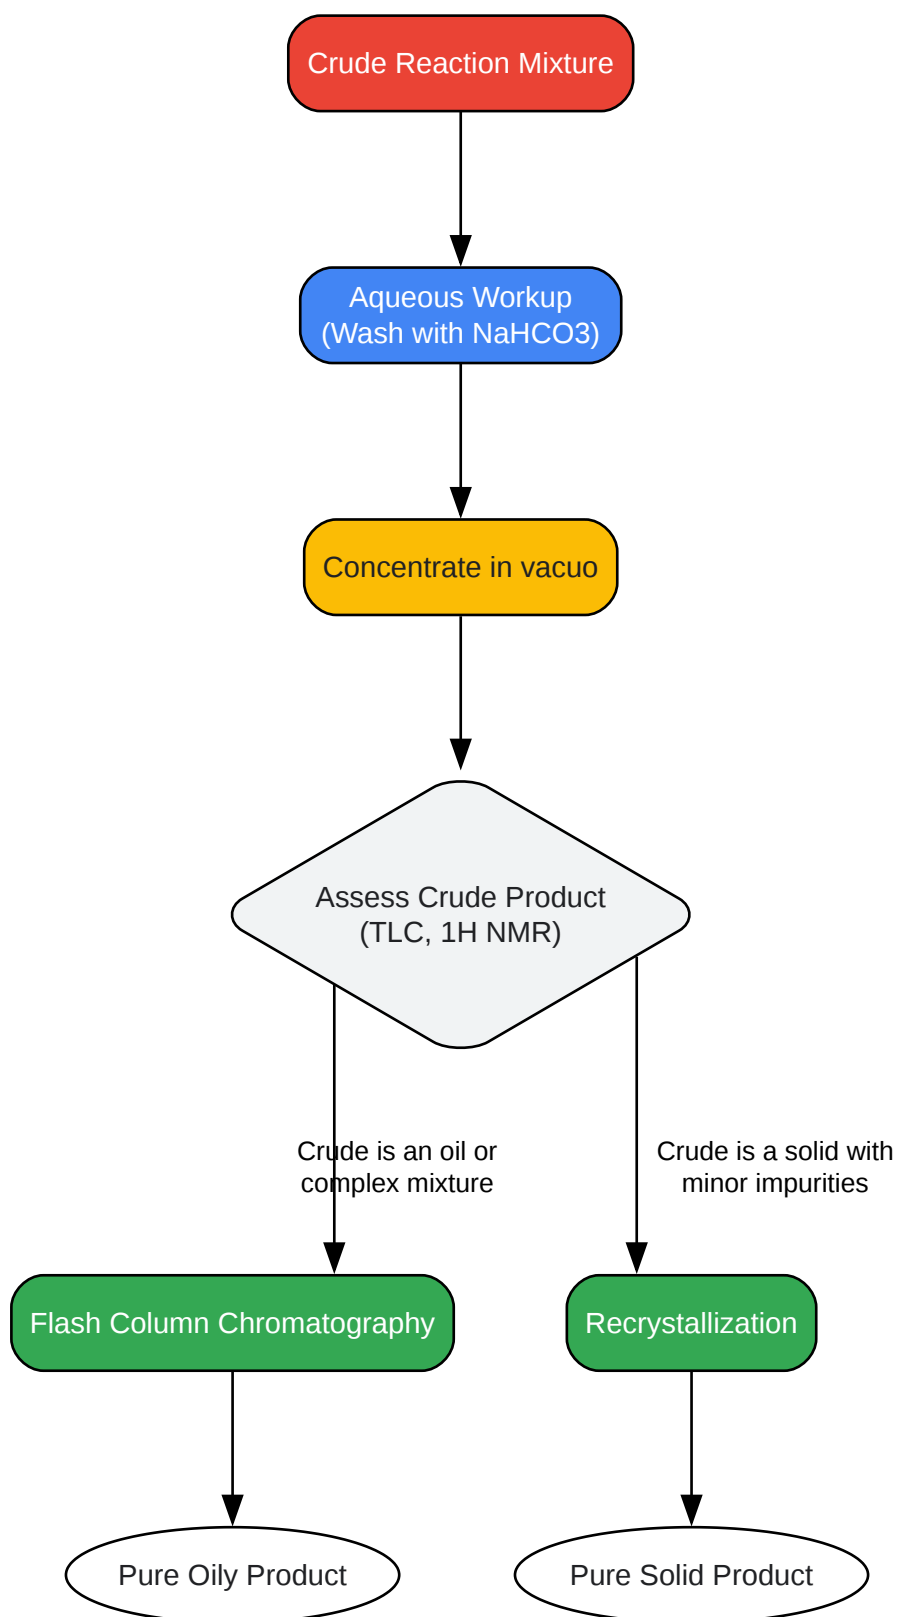 Crude Reaction Mixture
Aqueous Workup
(Wash with NaHCO3)
Concentrate in vacuo
Assess Crude Product
(TLC, 1H NMR)
Crude is an oil or
complex mixture
Crude is a solid with
minor impurities
Flash Column Chromatography
Recrystallization
Pure Oily Product
Pure Solid Product